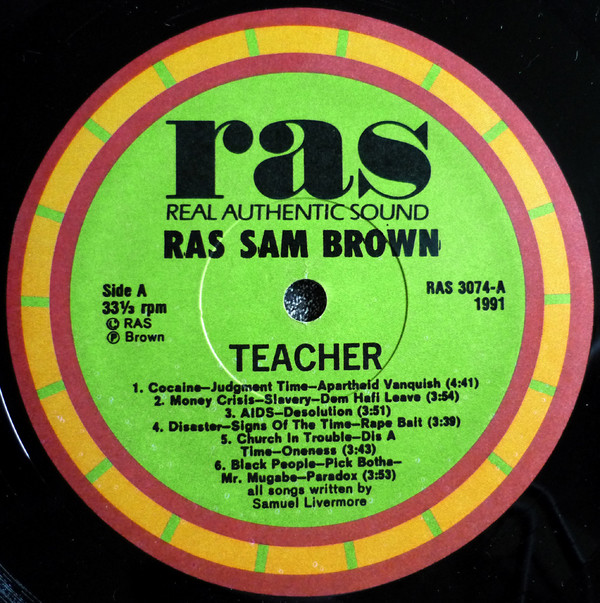 ras
REAL AUTHENTIC SOUND
RAS SAM BROWN
Side A
33⅓ rpm
© RAS
℗ Brown
RAS 3074-A
1991
TEACHER
1. Cocaine—Judgment Time—Apartheid Vanquish (4:41)
2. Money Crisis—Slavery—Dem Hafi Leave (3:54)
3. AIDS—Desolution (3:51)
4. Disaster—Signs Of The Time—Rape Bait (3:39)
5. Church In Trouble—Dis A
Time—Oneness (3:43)
6. Black People—Pick Botha—
Mr. Mugabe—Paradox (3:53)
all songs written by
Samuel Livermore